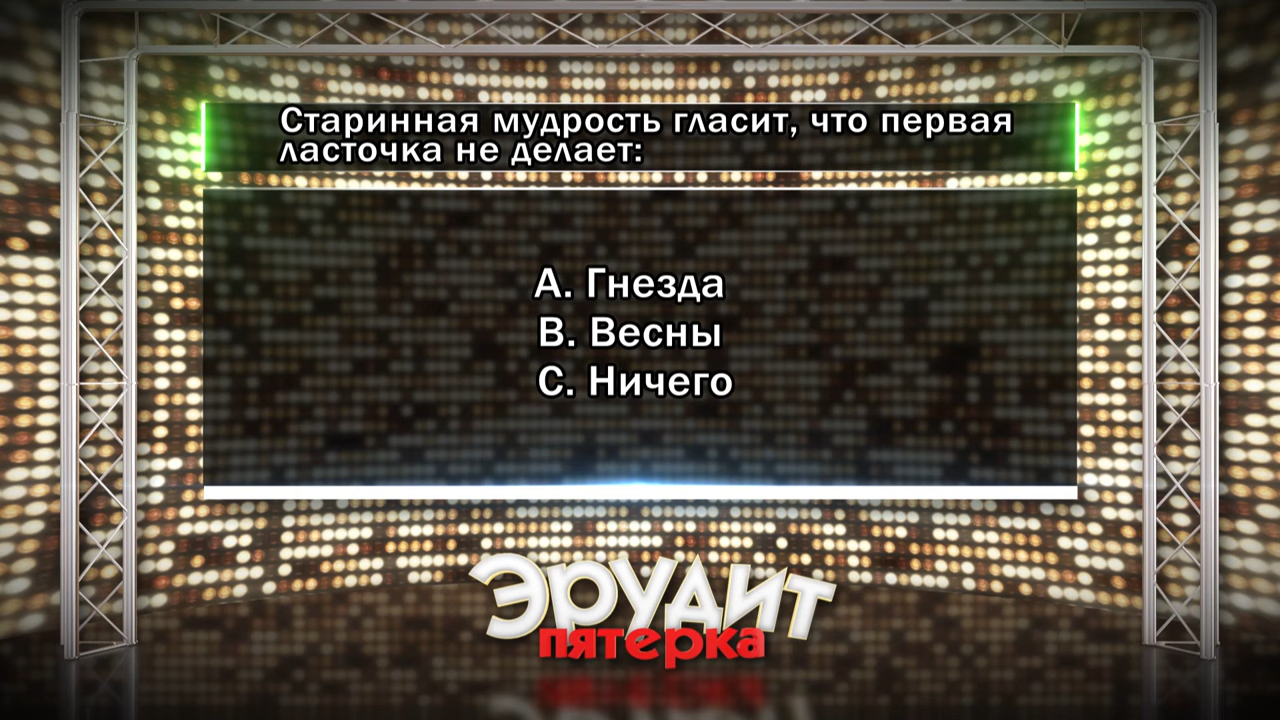 Старинная мудрость гласит, что первая
ласточка не делает:
А. Гнезда
В. Весны
С. Ничего
Эрудит
пятерка